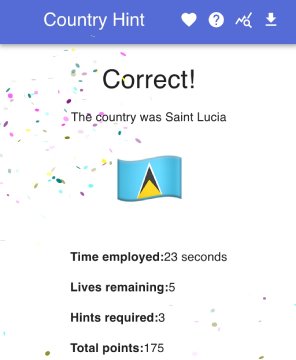 Country Hint
Correct!
The country was Saint Lucia
Time employed:23 seconds
Lives remaining:5
Hints required:3
Total points:175